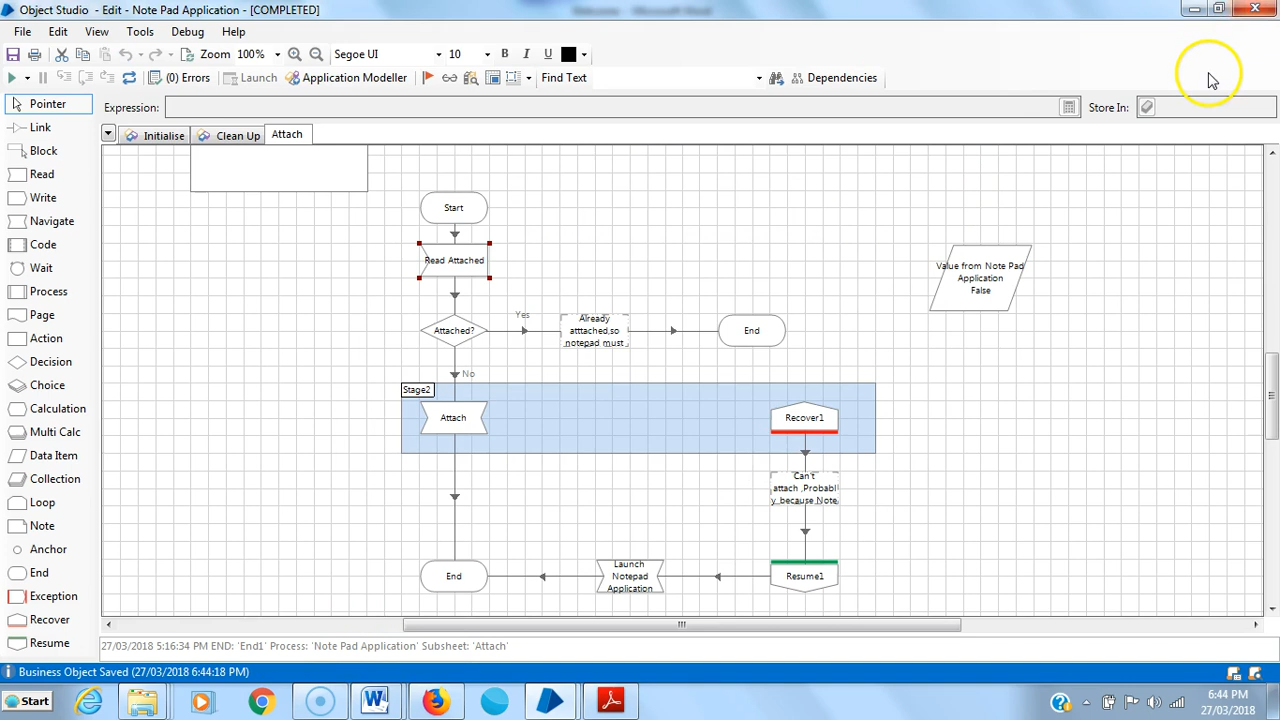 Object Studio - Edit - Note Pad Application - [COMPLETED]
File Edit View Tools Debug Help
Zoom 100% Segoe UI 10 B I U
(0) Errors Launch Application Modeller Find Text Dependencies
Expression: Store In:
Initialise Clean Up Attach
Pointer
Link
Block
Read
Write
Navigate
Code
Wait
Process
Page
Action
Decision
Choice
Calculation
Multi Calc
Data Item
Collection
Loop
Note
Anchor
End
Exception
Recover
Resume
Start
Read Attached
Value from Note Pad
Application
False
Attached?
Yes
Already
atttached,so
notepad must
End
No
Stage2
Attach
Recover1
Can't
attach ,Probabl
y because Note
End
Launch
Notepad
Application
Resume1
27/03/2018 5:16:34 PM END: 'End1' Process: 'Note Pad Application' Subsheet: 'Attach'
Business Object Saved (27/03/2018 6:44:18 PM)
Start
6:44 PM
27/03/2018